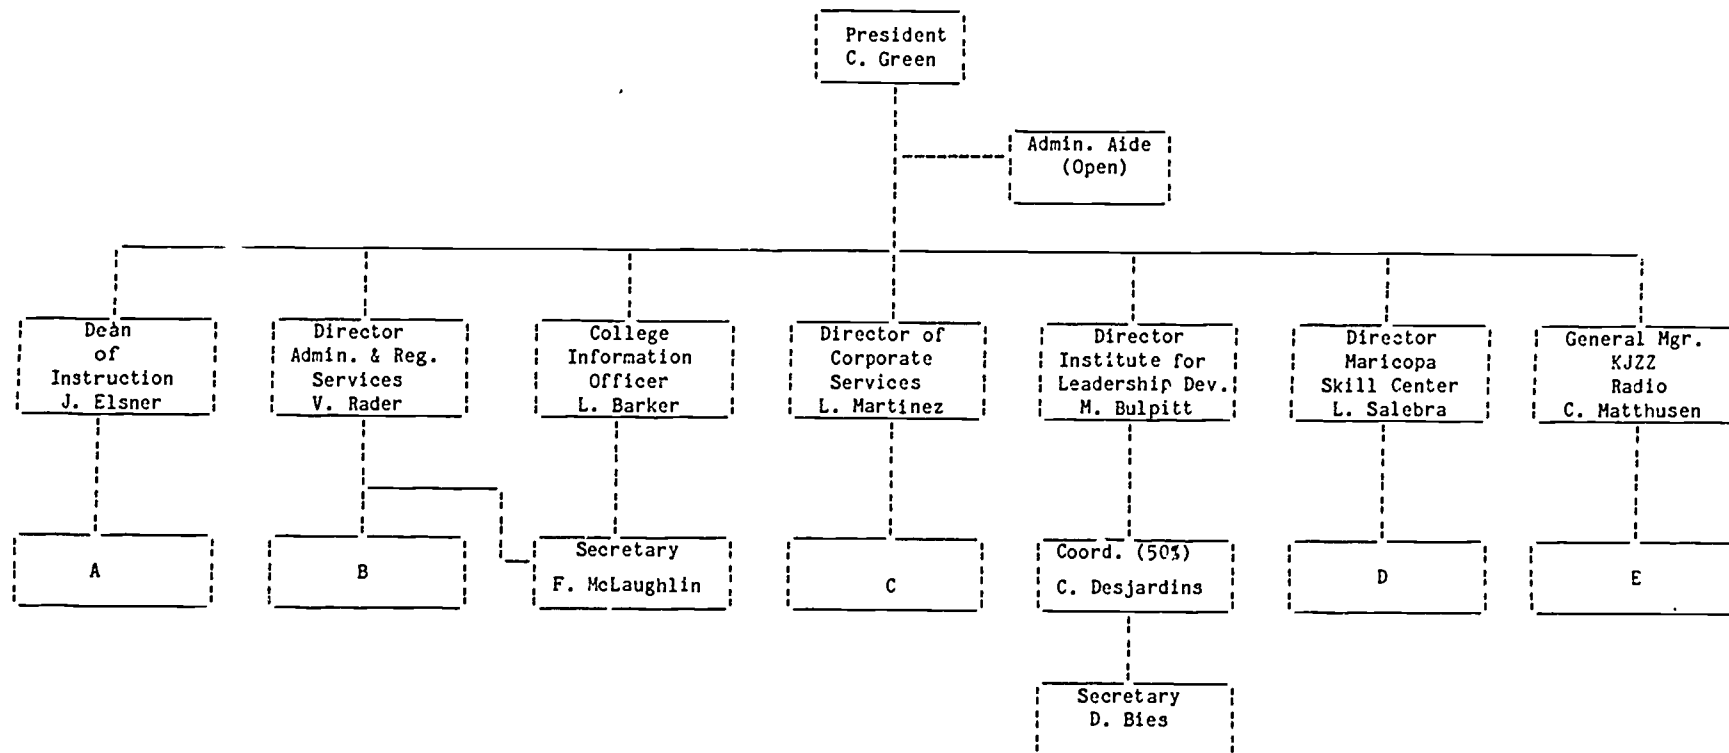 President
C. Green
Admin. Aide
(Open)
Dean
of
Instruction
J. Elsner
Director
Admin. & Reg.
Services
V. Rader
College
Information
Officer
L. Barker
Director of
Corporate
Services
L. Martinez
Director
Institute for
Leadership Dev.
M. Bulpitt
Director
Maricopa
Skill Center
L. Salebra
General Mgr.
KJZZ
Radio
C. Matthusen
A
B
Secretary
F. McLaughlin
C
Coord. (50%)
C. Desjardins
D
E
Secretary
D. Bies